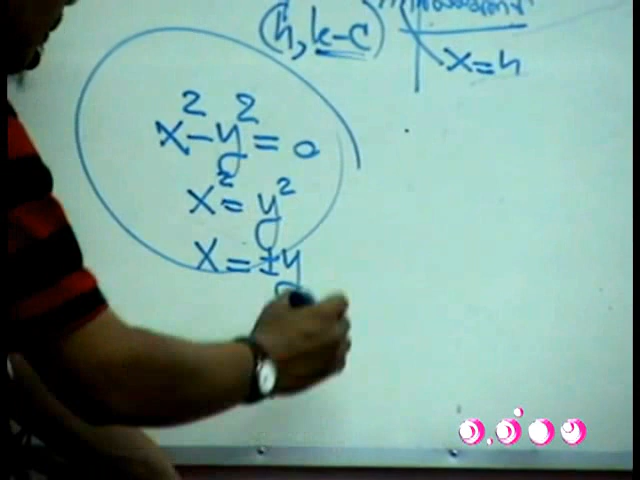 (h, k-c)
x=h
x²-y²=0
x²=y²
x=±y